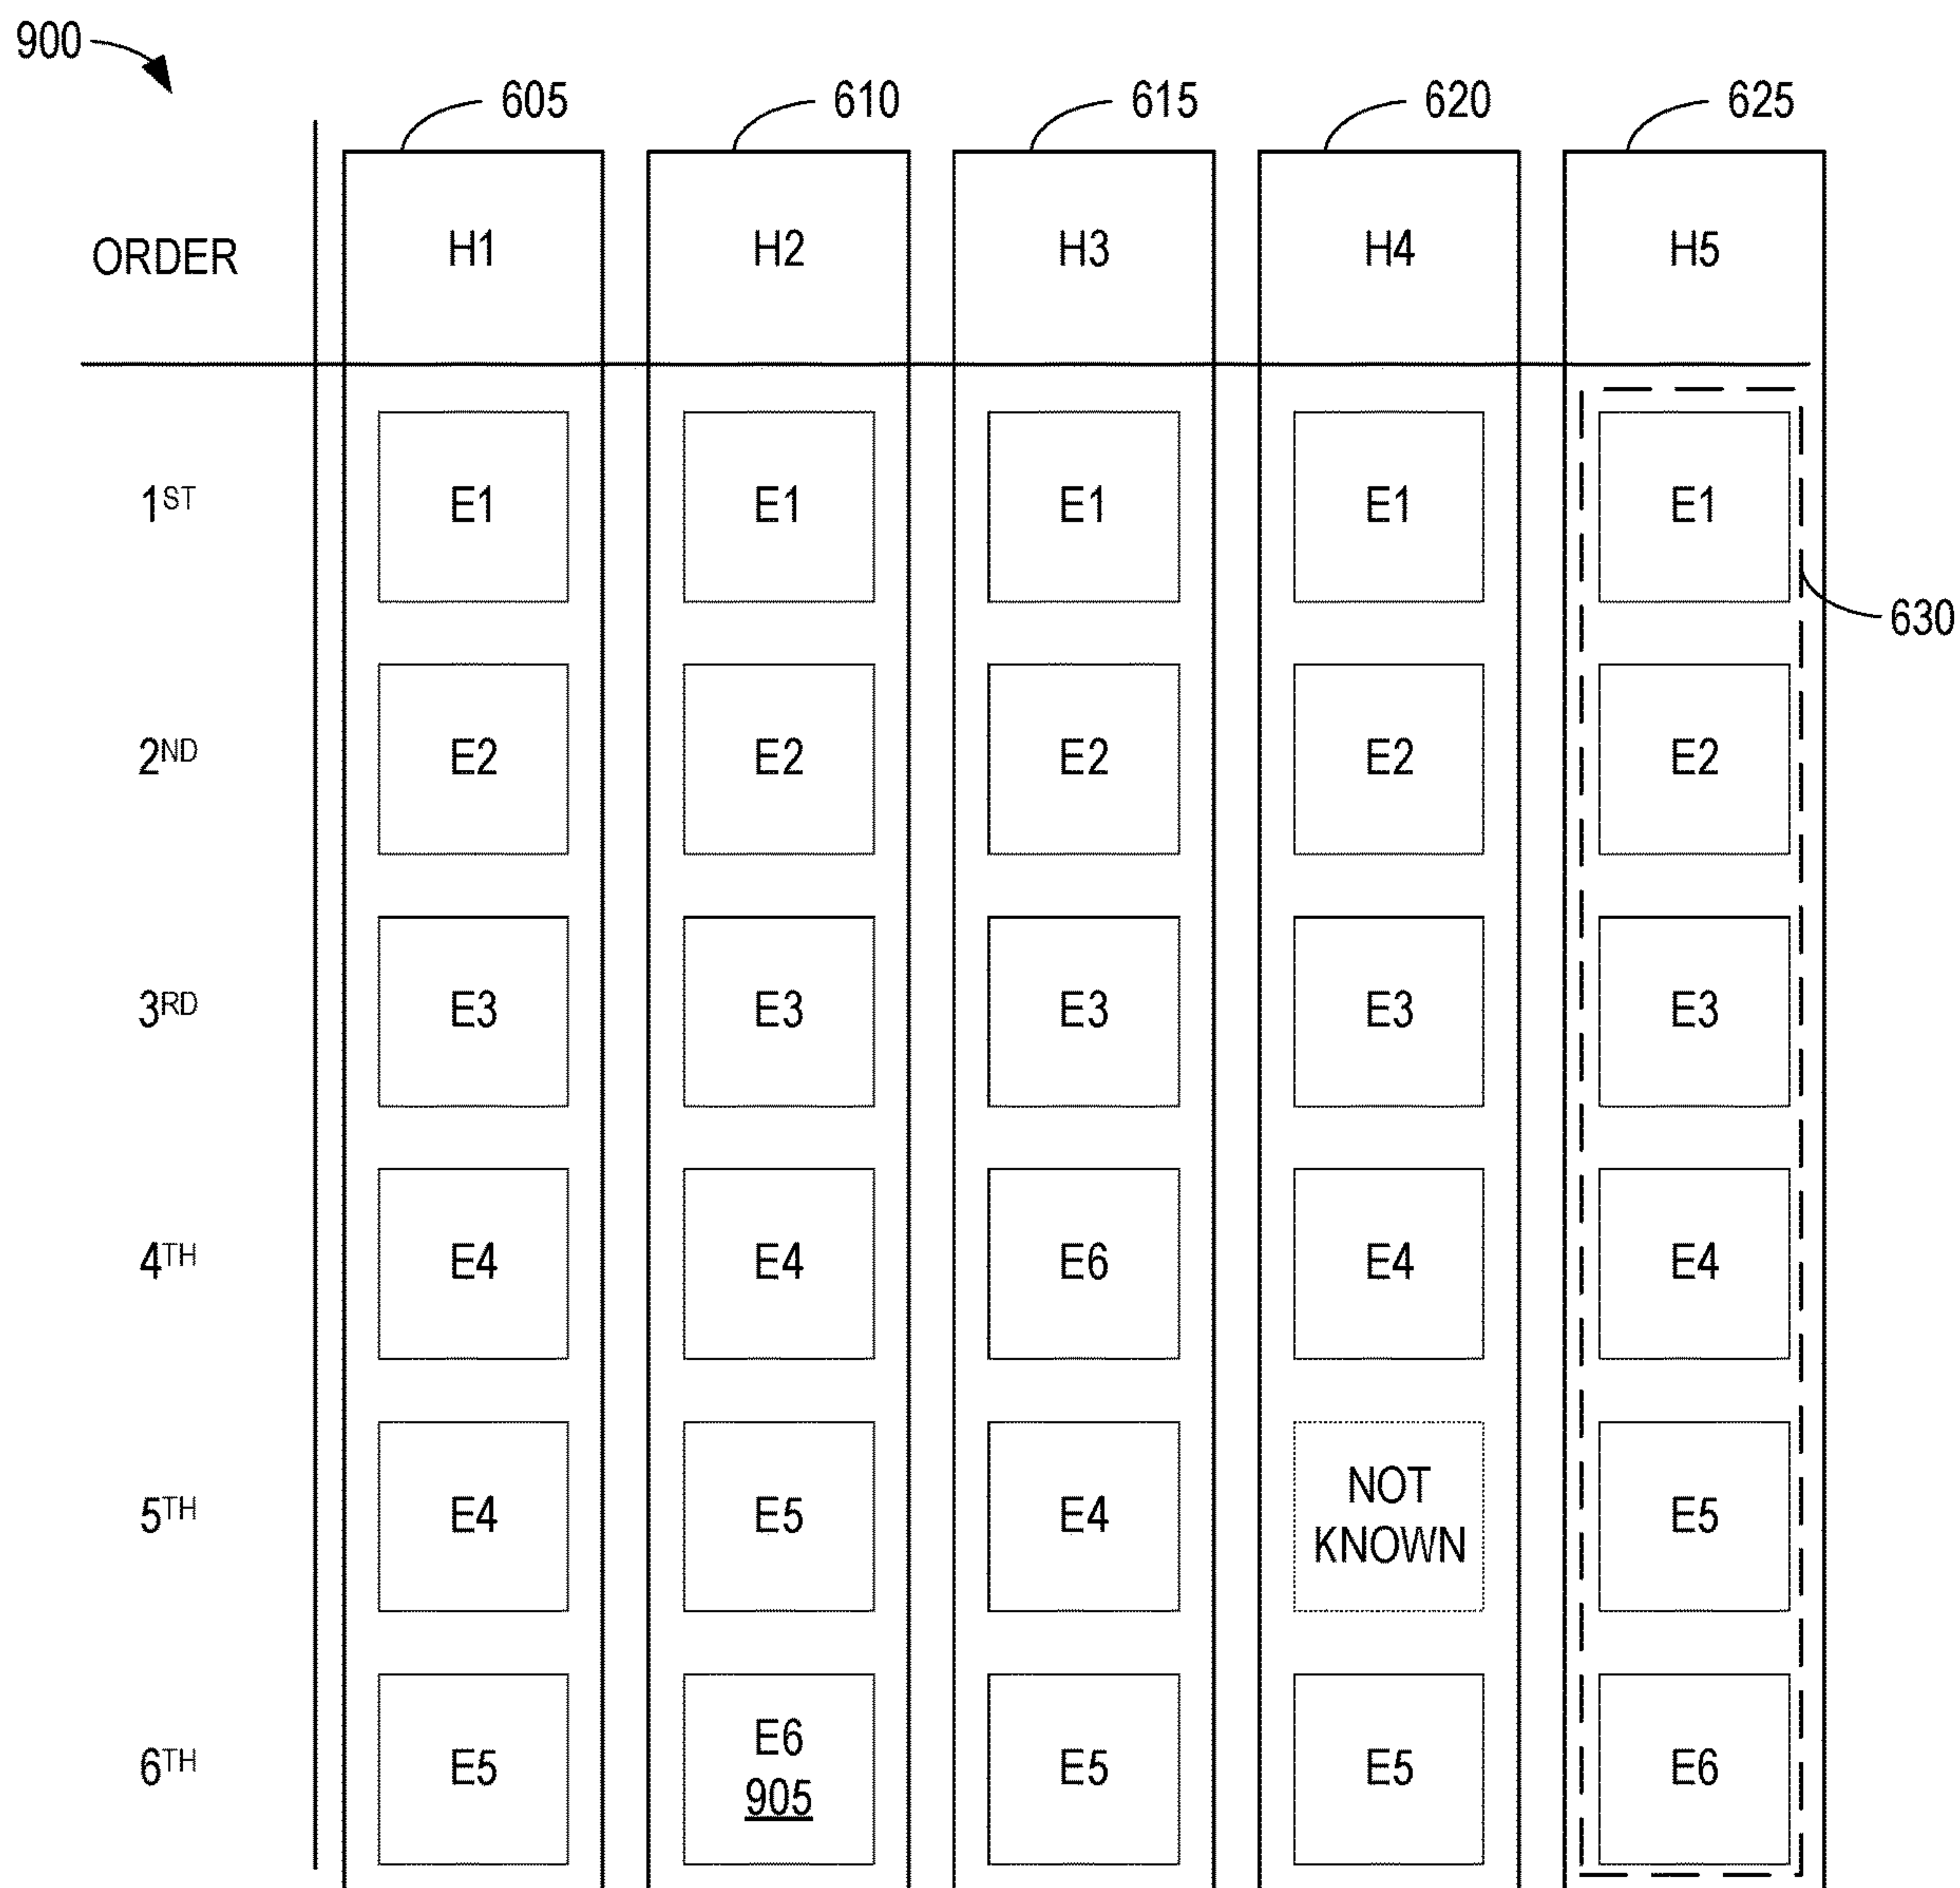 900
605 610 615 620 625
ORDER H1 H2 H3 H4 H5
1ST E1 E1 E1 E1 E1
630
2ND E2 E2 E2 E2 E2
3RD E3 E3 E3 E3 E3
4TH E4 E4 E6 E4 E4
5TH E4 E5 E4 NOT KNOWN E5
6TH E5 E6 905 E5 E5 E6